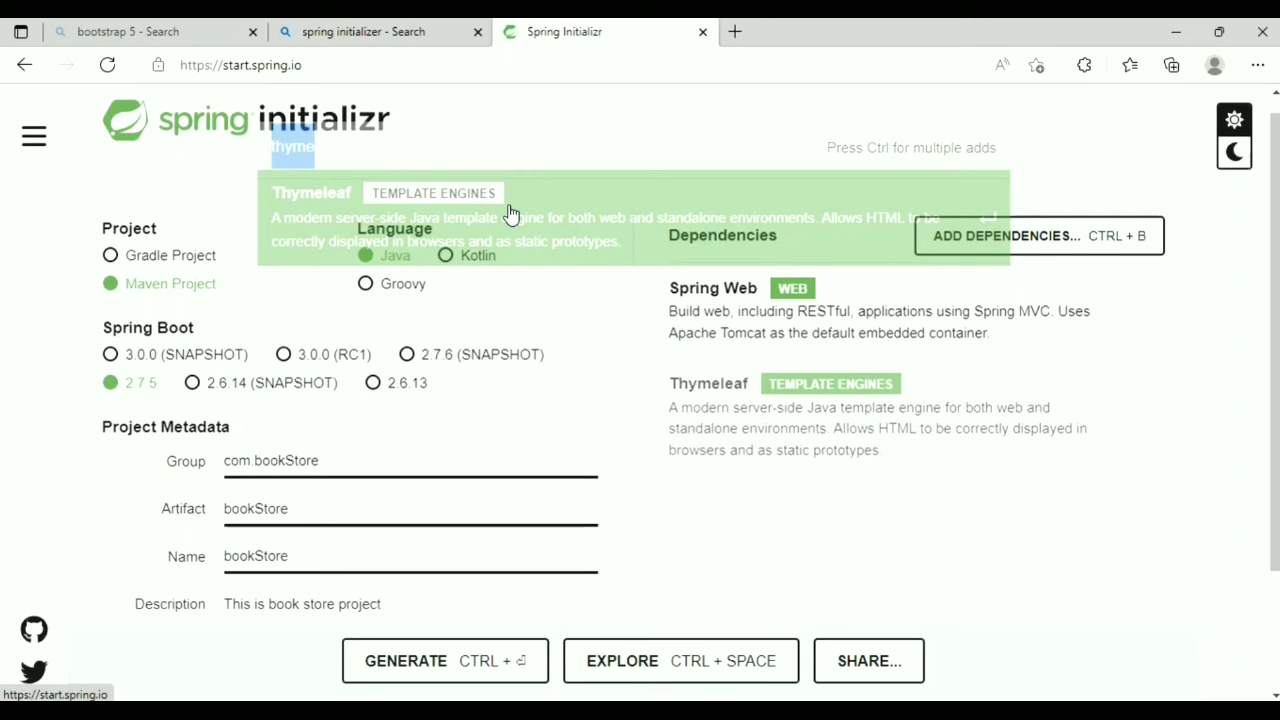 bootstrap 5 - Search
spring initializer - Search
Spring Initializr
https://start.spring.io
spring initializr
thyme
Press Ctrl for multiple adds
Thymeleaf TEMPLATE ENGINES
A modern server-side Java template engine for both web and standalone environments. Allows HTML to be
correctly displayed in browsers and as static prototypes.
Project
Gradle Project
Maven Project
Language
Java Kotlin
Groovy
Spring Boot
3.0.0 (SNAPSHOT) 3.0.0 (RC1) 2.7.6 (SNAPSHOT)
2.7.5 2.6.14 (SNAPSHOT) 2.6.13
Project Metadata
Group com.bookStore
Artifact bookStore
Name bookStore
Description This is book store project
Dependencies
ADD DEPENDENCIES... CTRL + B
Spring Web WEB
Build web, including RESTful, applications using Spring MVC. Uses
Apache Tomcat as the default embedded container.
Thymeleaf TEMPLATE ENGINES
A modern server-side Java template engine for both web and
standalone environments. Allows HTML to be correctly displayed in
browsers and as static prototypes.
GENERATE CTRL + ⏎
EXPLORE CTRL + SPACE
SHARE...
https://start.spring.io